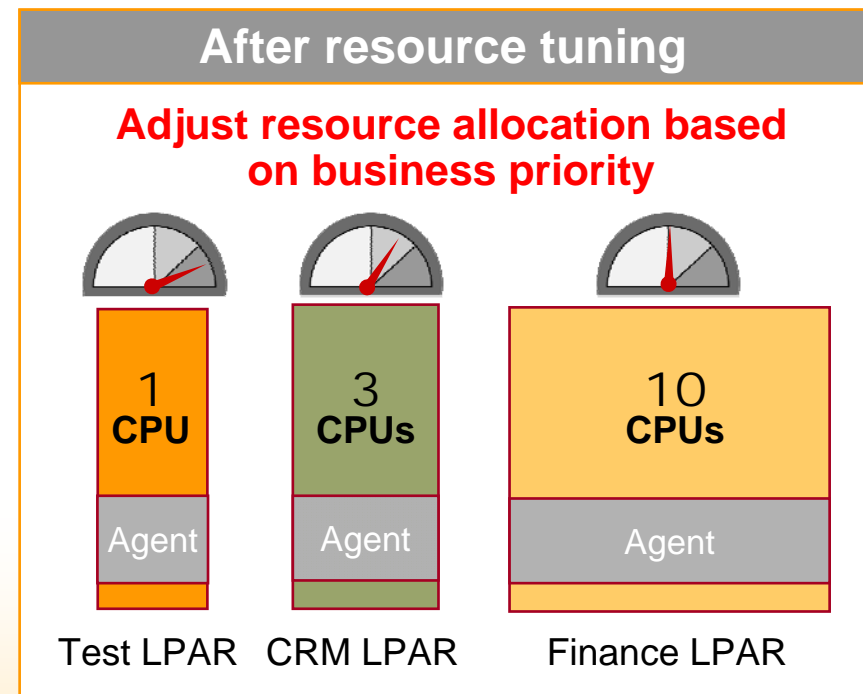 After resource tuning
Adjust resource allocation based
on business priority
1
CPU
3
CPUs
10
CPUs
Agent
Agent
Agent
Test LPAR
CRM LPAR
Finance LPAR